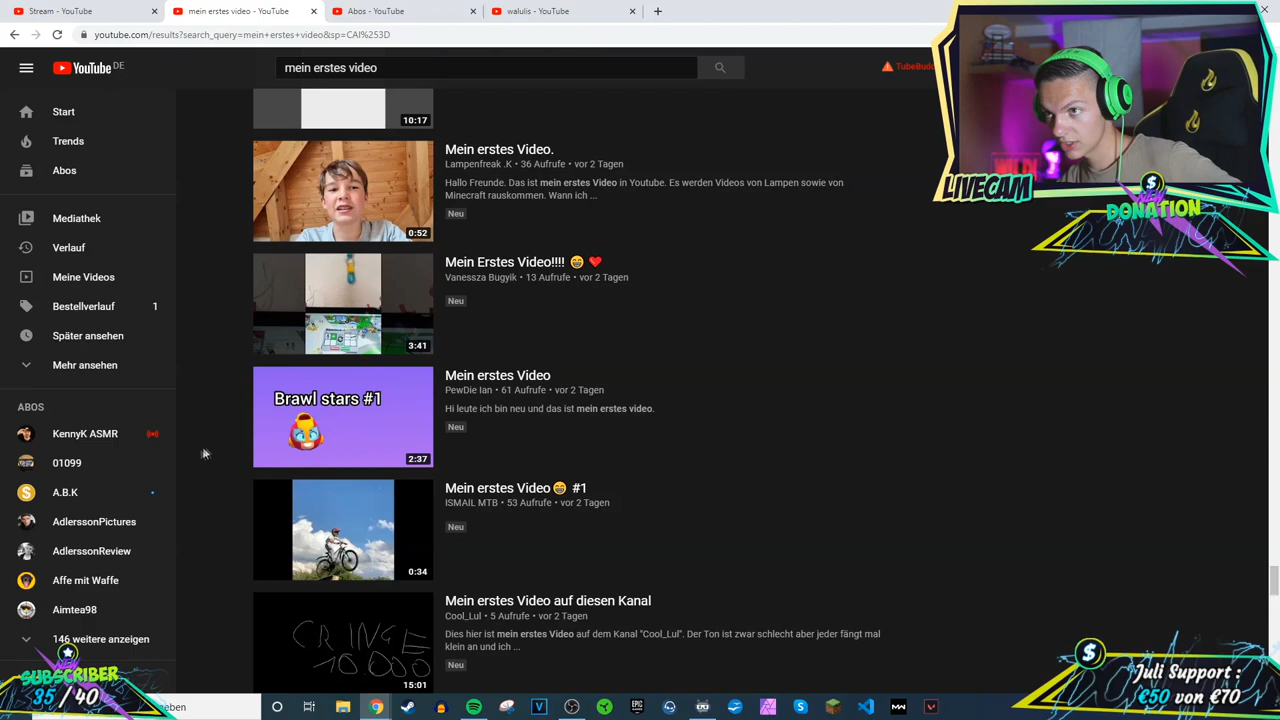 Stream - YouTube
mein erstes video - YouTube
Abos - YouTube
walulis - YouTube
youtube.com/results?search_query=mein+erstes+video&sp=CAI%253D
YouTube DE
mein erstes video
Start
Trends
Abos
Mediathek
Verlauf
Meine Videos
Bestellverlauf 1
Später ansehen
Mehr ansehen
ABOS
KennyK ASMR
01099
A.B.K
AdlerssonPictures
AdlerssonReview
Affe mit Waffe
Aimtea98
146 weitere anzeigen
10:17
Mein erstes Video.
Lampenfreak .K • 36 Aufrufe • vor 2 Tagen
Hallo Freunde. Das ist mein erstes Video in Youtube. Es werden Videos von Lampen sowie von
Minecraft rauskommen. Wann ich ...
Neu
0:52
Mein Erstes Video!!!! 😁 ❤️
Vanessza Bugyik • 13 Aufrufe • vor 2 Tagen
Neu
3:41
Brawl stars #1
2:37
Mein erstes Video
PewDie Ian • 61 Aufrufe • vor 2 Tagen
Hi leute ich bin neu und das ist mein erstes video.
Neu
Mein erstes Video😁 #1
ISMAIL MTB • 53 Aufrufe • vor 2 Tagen
Neu
0:34
CRINGE
10 000
15:01
Mein erstes Video auf diesen Kanal
Cool_Lul • 5 Aufrufe • vor 2 Tagen
Dies hier ist mein erstes Video auf dem Kanal "Cool_Lul". Der Ton ist zwar schlecht aber jeder fängt mal
klein an und ich ...
Neu
LIVECAM
NEW
DONATION
NEW
SUBSCRIBER
35 / 40
Juli Support :
€50 von €70